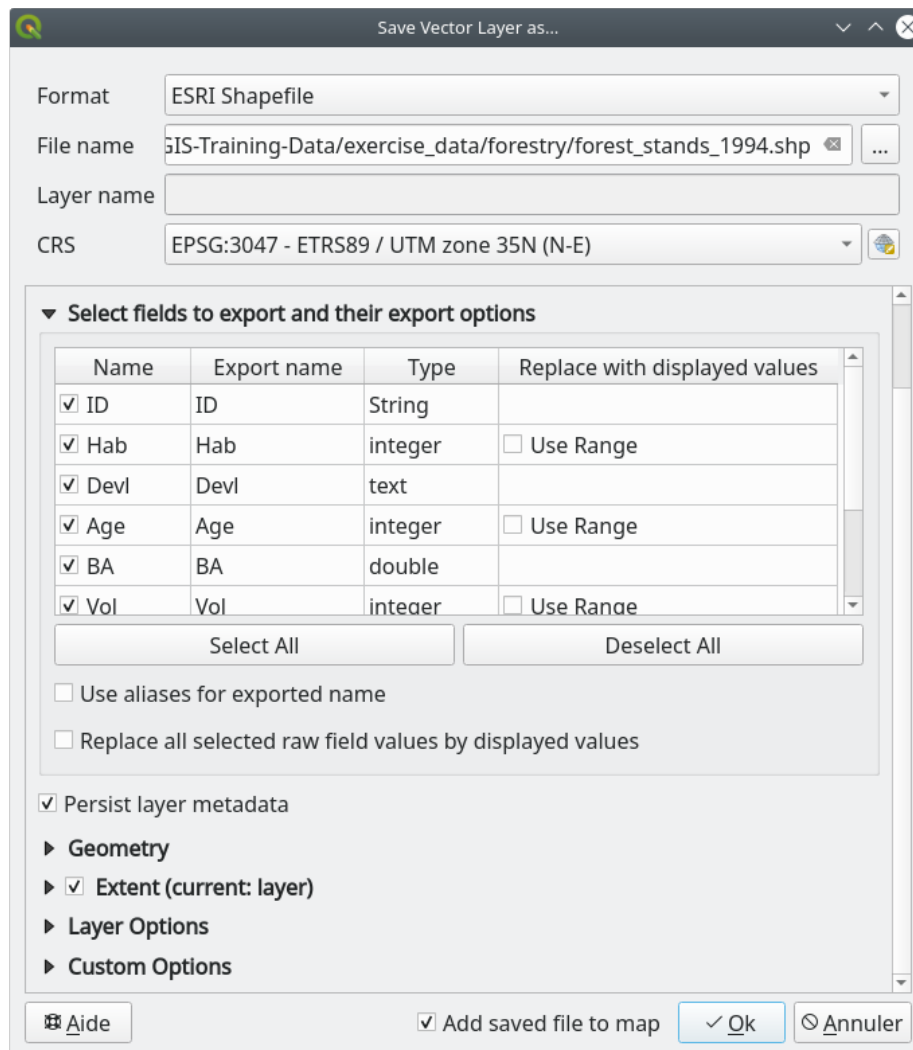 Save Vector Layer as...
Format ESRI Shapefile
File name GIS-Training-Data/exercise_data/forestry/forest_stands_1994.shp ...
Layer name
CRS EPSG:3047 - ETRS89 / UTM zone 35N (N-E)
Select fields to export and their export options
Name Export name Type Replace with displayed values
ID ID String
Hab Hab integer Use Range
Devl Devl text
Age Age integer Use Range
BA BA double
Vol Vol integer Use Range
Select All Deselect All
Use aliases for exported name
Replace all selected raw field values by displayed values
Persist layer metadata
Geometry
Extent (current: layer)
Layer Options
Custom Options
Aide Add saved file to map Ok Annuler